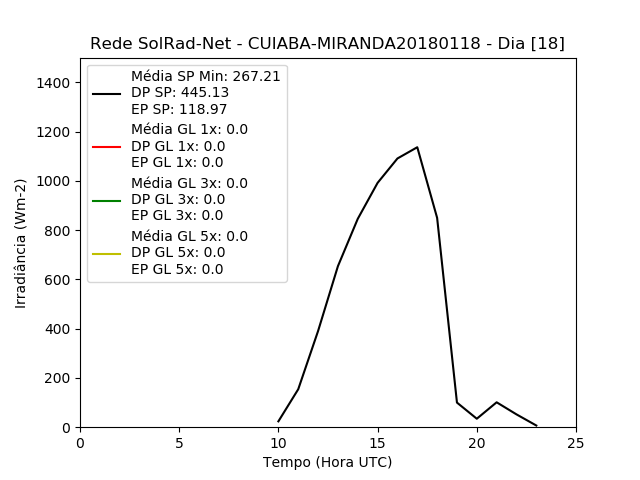 Rede SolRad-Net - CUIABA-MIRANDA20180118 - Dia [18]
Média SP Min: 267.21
DP SP: 445.13
EP SP: 118.97
Média GL 1x: 0.0
DP GL 1x: 0.0
EP GL 1x: 0.0
Média GL 3x: 0.0
DP GL 3x: 0.0
EP GL 3x: 0.0
Média GL 5x: 0.0
DP GL 5x: 0.0
EP GL 5x: 0.0
1400
1200
1000
800
600
400
200
0
Irradiância (Wm-2)
0 5 10 15 20 25
Tempo (Hora UTC)